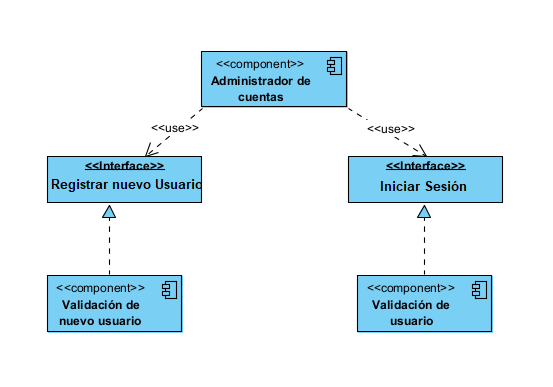 <<component>>
Administrador de
cuentas
<<use>>
<<use>>
<<Interface>>
Registrar nuevo Usuario
<<Interface>>
Iniciar Sesión
<<component>>
Validación de
nuevo usuario
<<component>>
Validación de
usuario